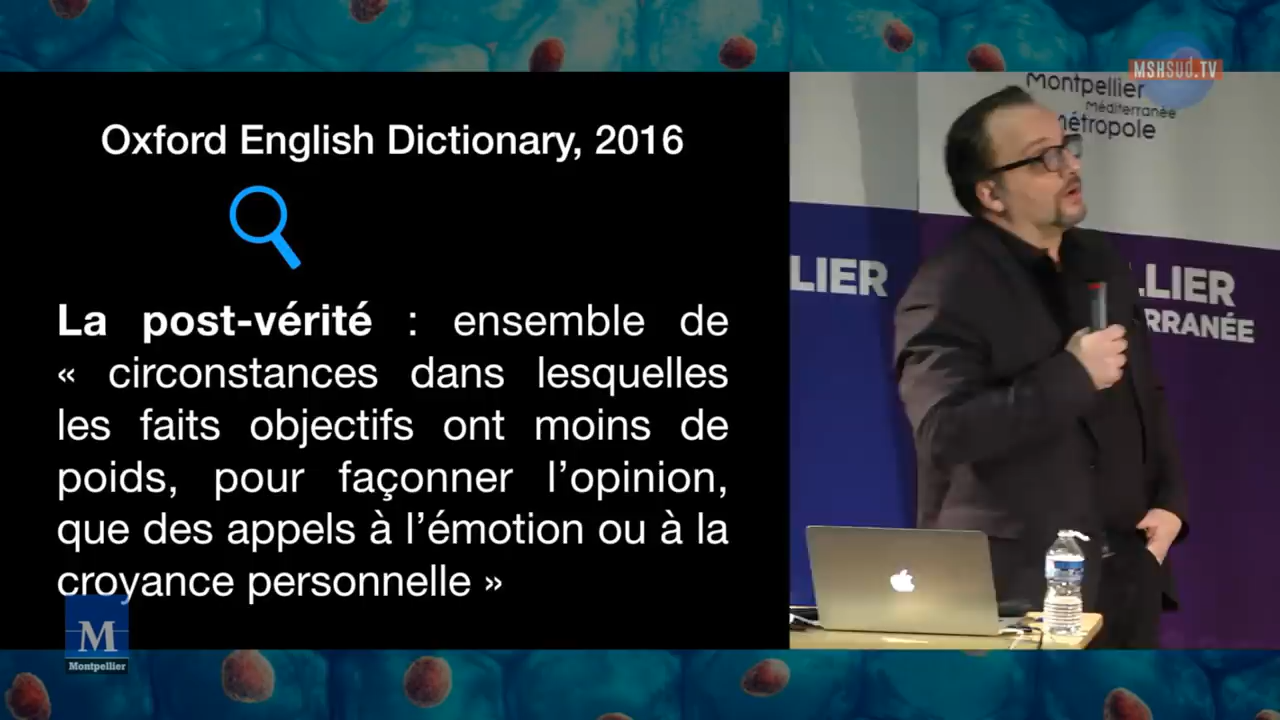 MSHSUD.TV
Oxford English Dictionary, 2016
La post-vérité : ensemble de
« circonstances dans lesquelles
les faits objectifs ont moins de
poids, pour façonner l’opinion,
que des appels à l’émotion ou à la
croyance personnelle »
Montpellier
Méditerranée
métropole
LIER
LLIER
RRANÉE
M
Montpellier